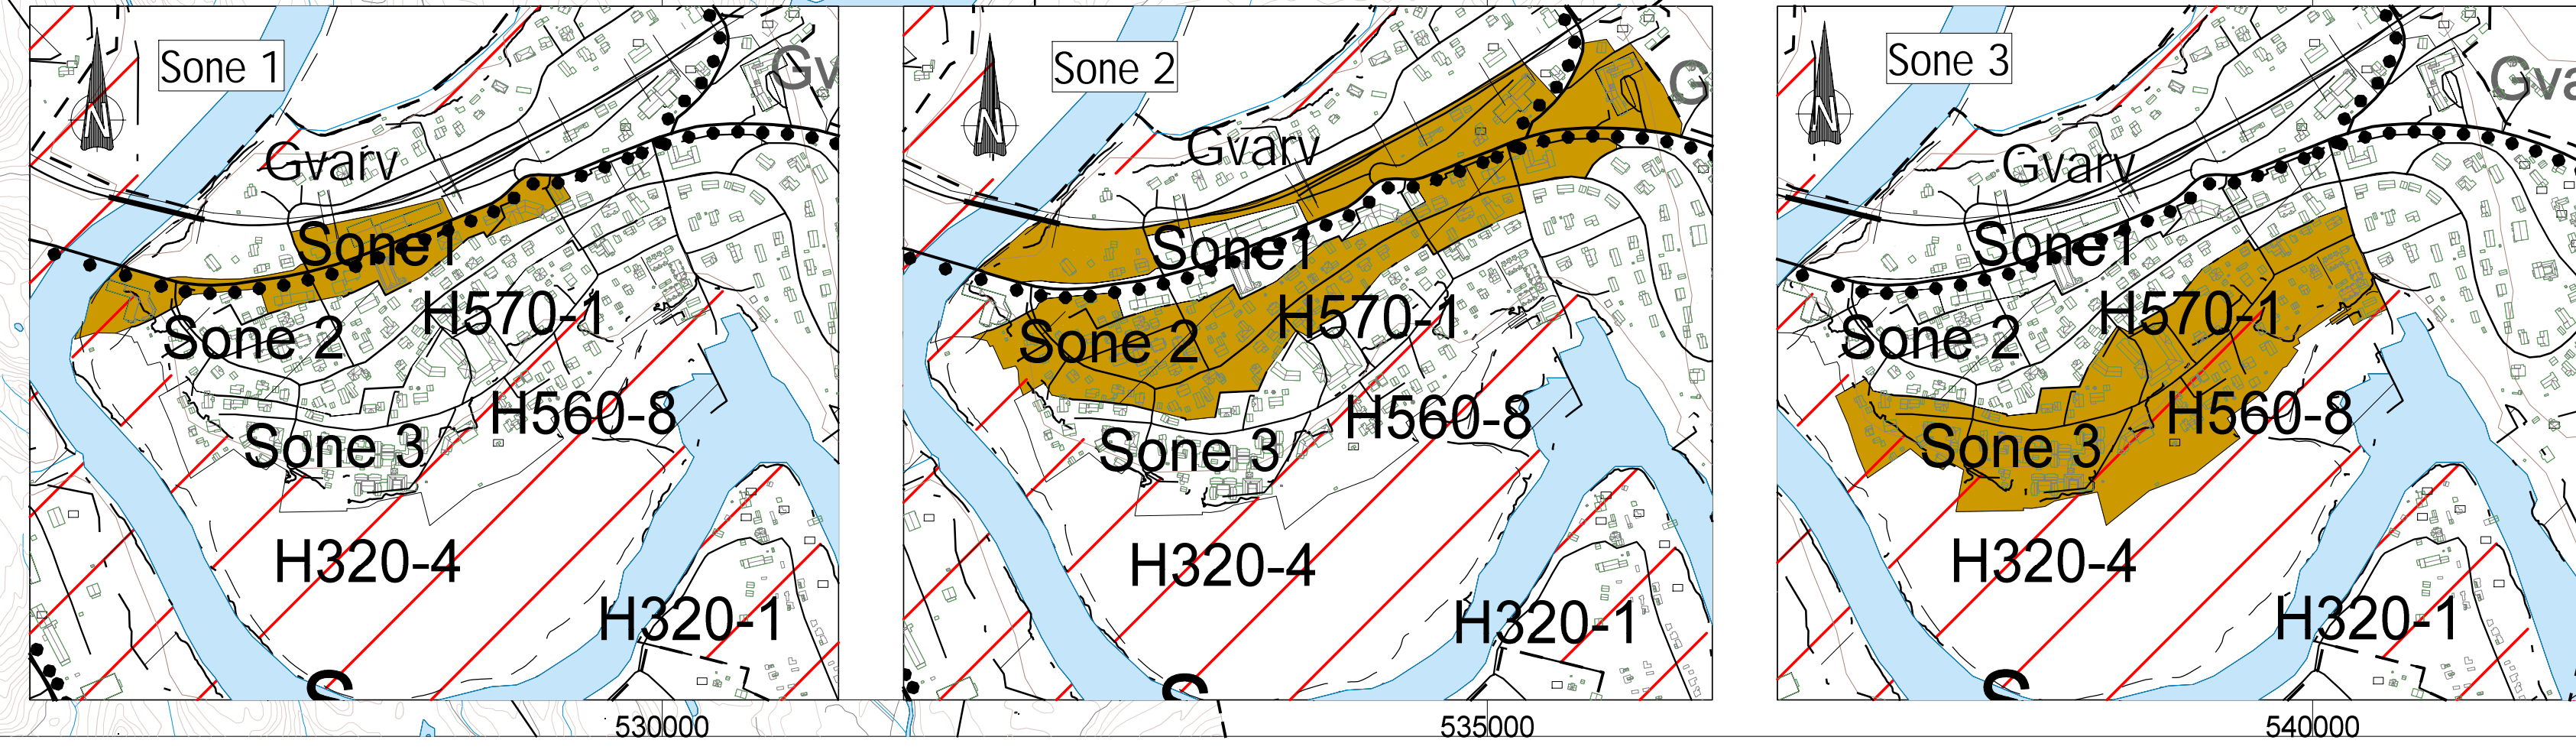 Sone 1
N
Gv
Gvarv
Sone 1
H570-1
Sone 2
H560-8
Sone 3
H320-4
H320-1
S
530000
Sone 2
N
G
Gvarv
Sone 1
H570-1
Sone 2
H560-8
Sone 3
H320-4
H320-1
S
535000
Sone 3
N
Gva
Gvarv
Sone 1
H570-1
Sone 2
H560-8
Sone 3
H320-4
H320-1
S
540000